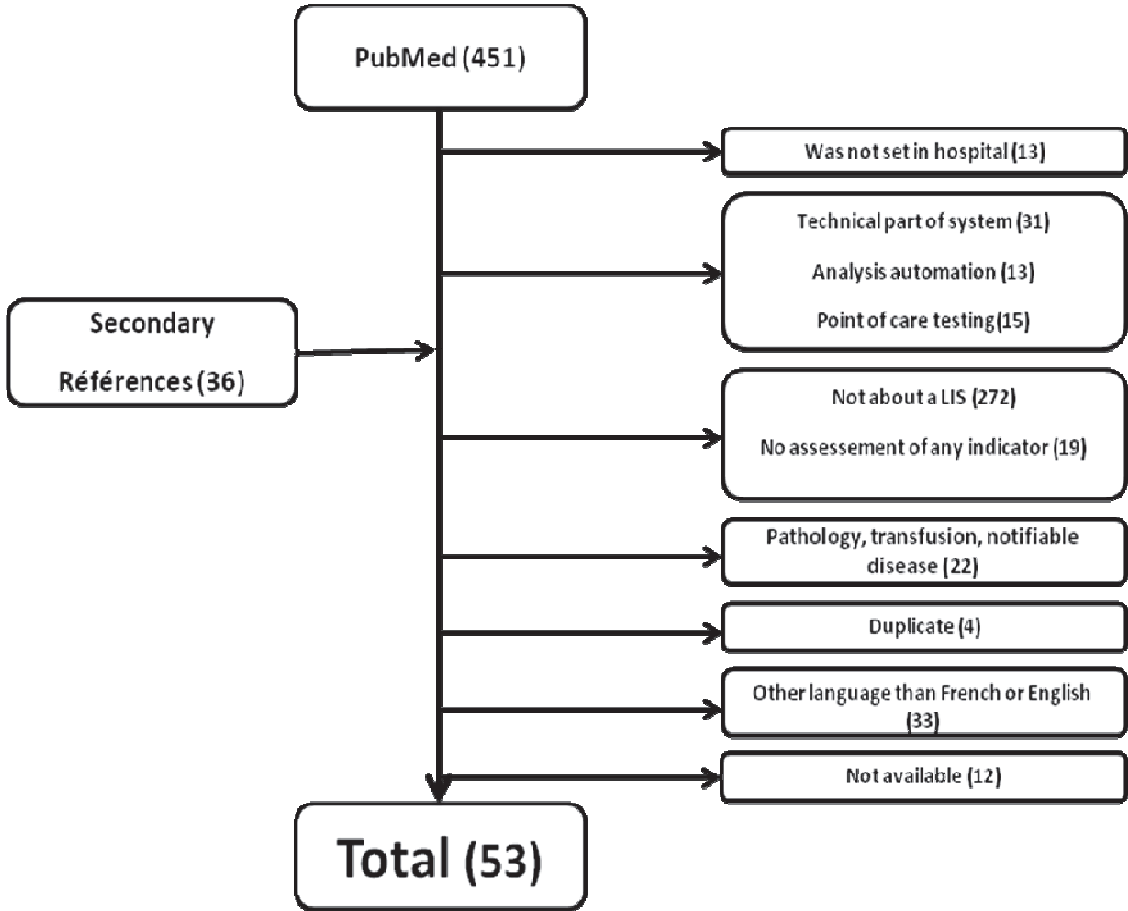 PubMed (451)
Was not set in hospital (13)
Technical part of system (31)
Analysis automation (13)
Point of care testing(15)
Secondary
Références (36)
Not about a LIS (272)
No assessement of any indicator (19)
Pathology, transfusion, notifiable
disease (22)
Duplicate (4)
Other language than French or English
(33)
Not available (12)
Total (53)